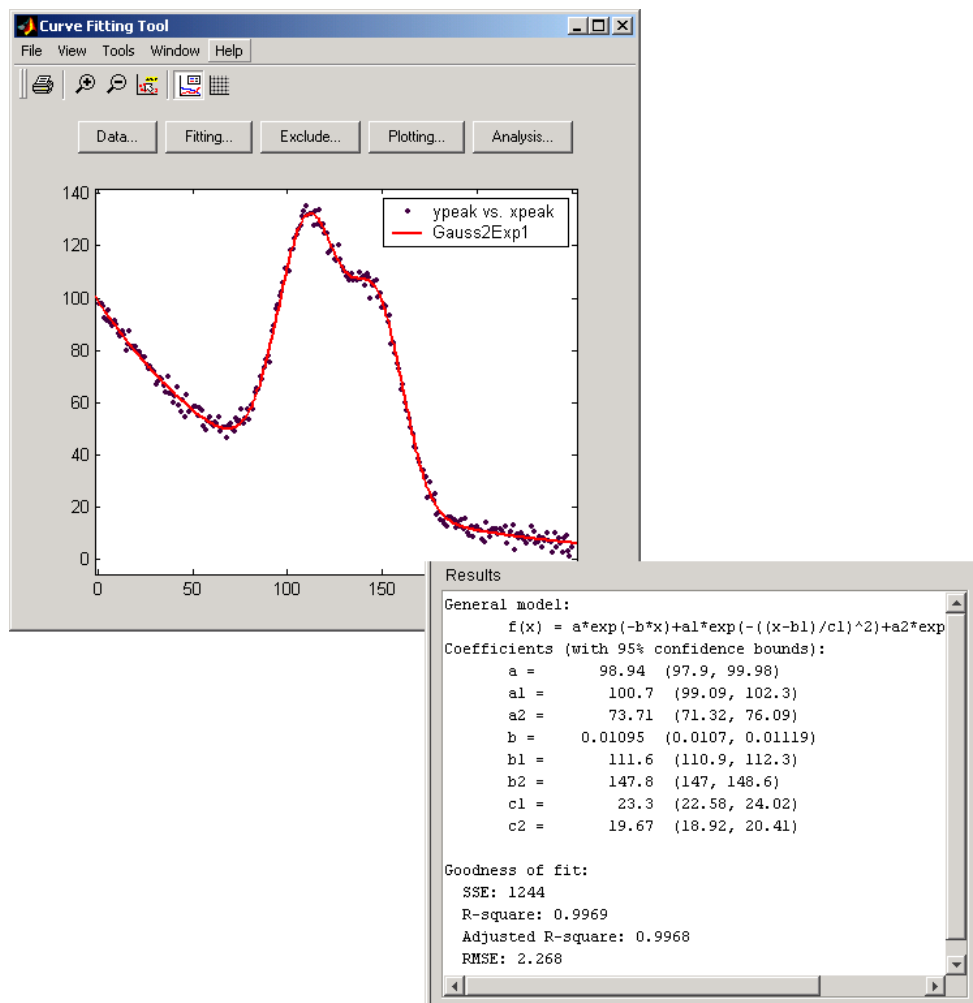 Curve Fitting Tool
File View Tools Window Help
Data... Fitting... Exclude... Plotting... Analysis...
140
120
100
80
60
40
20
0
0 50 100 150
ypeak vs. xpeak
Gauss2Exp1
Results
General model:
f(x) = a*exp(-b*x)+a1*exp(-((x-b1)/c1)^2)+a2*exp
Coefficients (with 95% confidence bounds):
a = 98.94 (97.9, 99.98)
a1 = 100.7 (99.09, 102.3)
a2 = 73.71 (71.32, 76.09)
b = 0.01095 (0.0107, 0.01119)
b1 = 111.6 (110.9, 112.3)
b2 = 147.8 (147, 148.6)
c1 = 23.3 (22.58, 24.02)
c2 = 19.67 (18.92, 20.41)
Goodness of fit:
SSE: 1244
R-square: 0.9969
Adjusted R-square: 0.9968
RMSE: 2.268